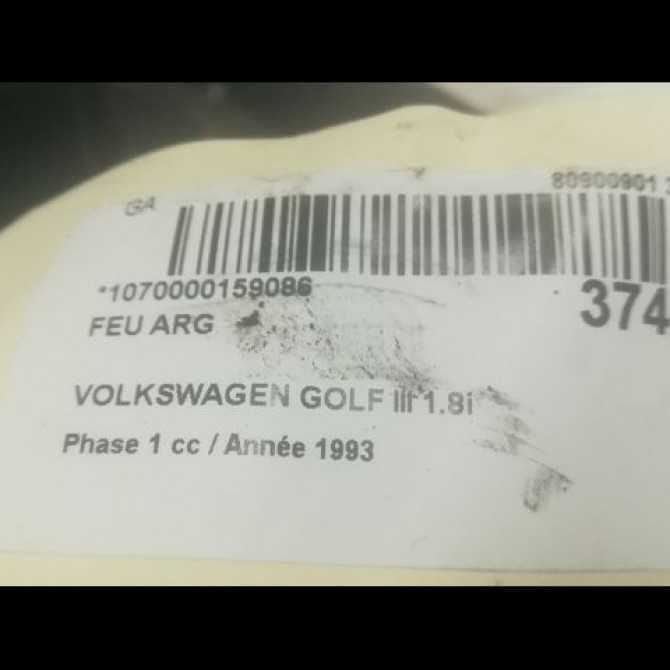 80900901
GA
*1070000159086
374
FEU ARG
VOLKSWAGEN GOLF III 1.8i
Phase 1 cc / Année 1993